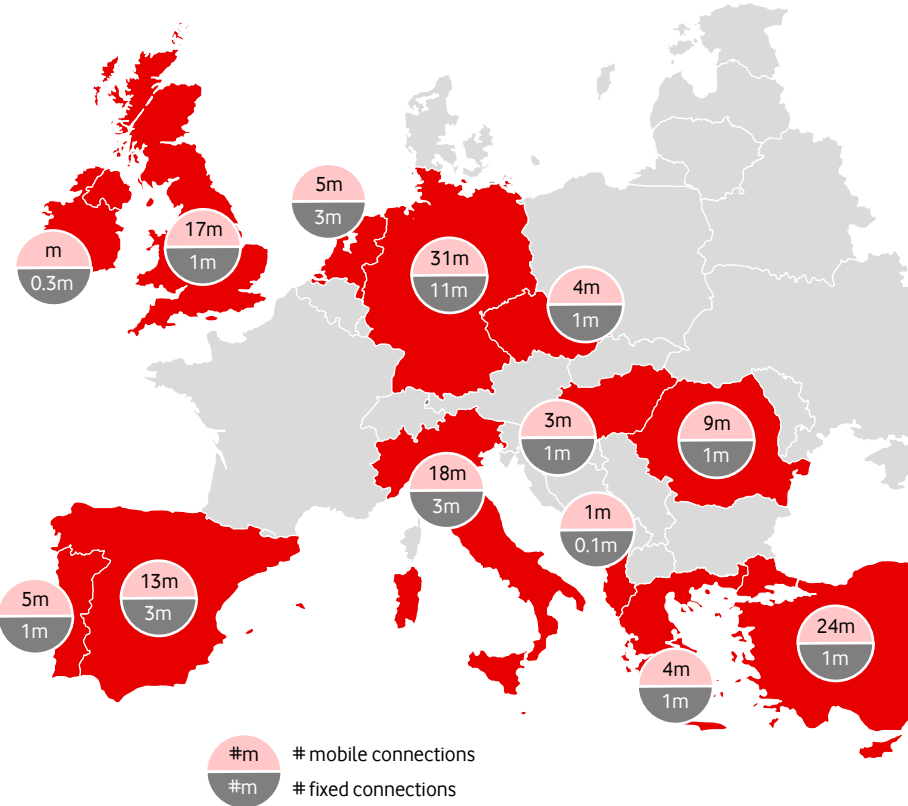 5m
3m
17m
1m
m
0.3m
31m
11m
4m
1m
3m
1m
9m
1m
18m
3m
1m
0.1m
13m
3m
5m
1m
24m
1m
4m
1m
#m # mobile connections
#m # fixed connections